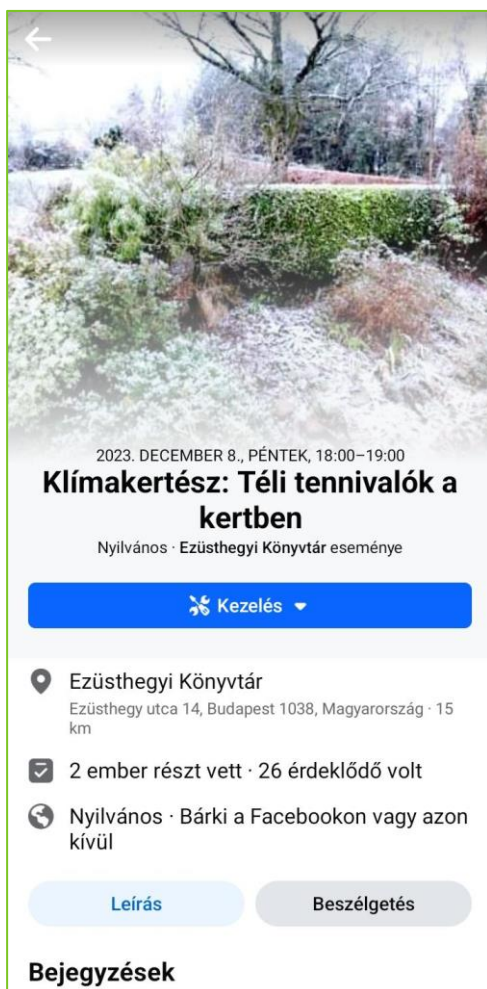 2023. DECEMBER 8., PÉNTEK, 18:00–19:00
Klímakertész: Téli tennivalók a
kertben
Nyilvános · Ezüsthegyi Könyvtár eseménye
Kezelés
Ezüsthegyi Könyvtár
Ezüsthegy utca 14, Budapest 1038, Magyarország · 15
km
2 ember részt vett · 26 érdeklődő volt
Nyilvános · Bárki a Facebookon vagy azon
kívül
Leírás
Beszélgetés
Bejegyzések